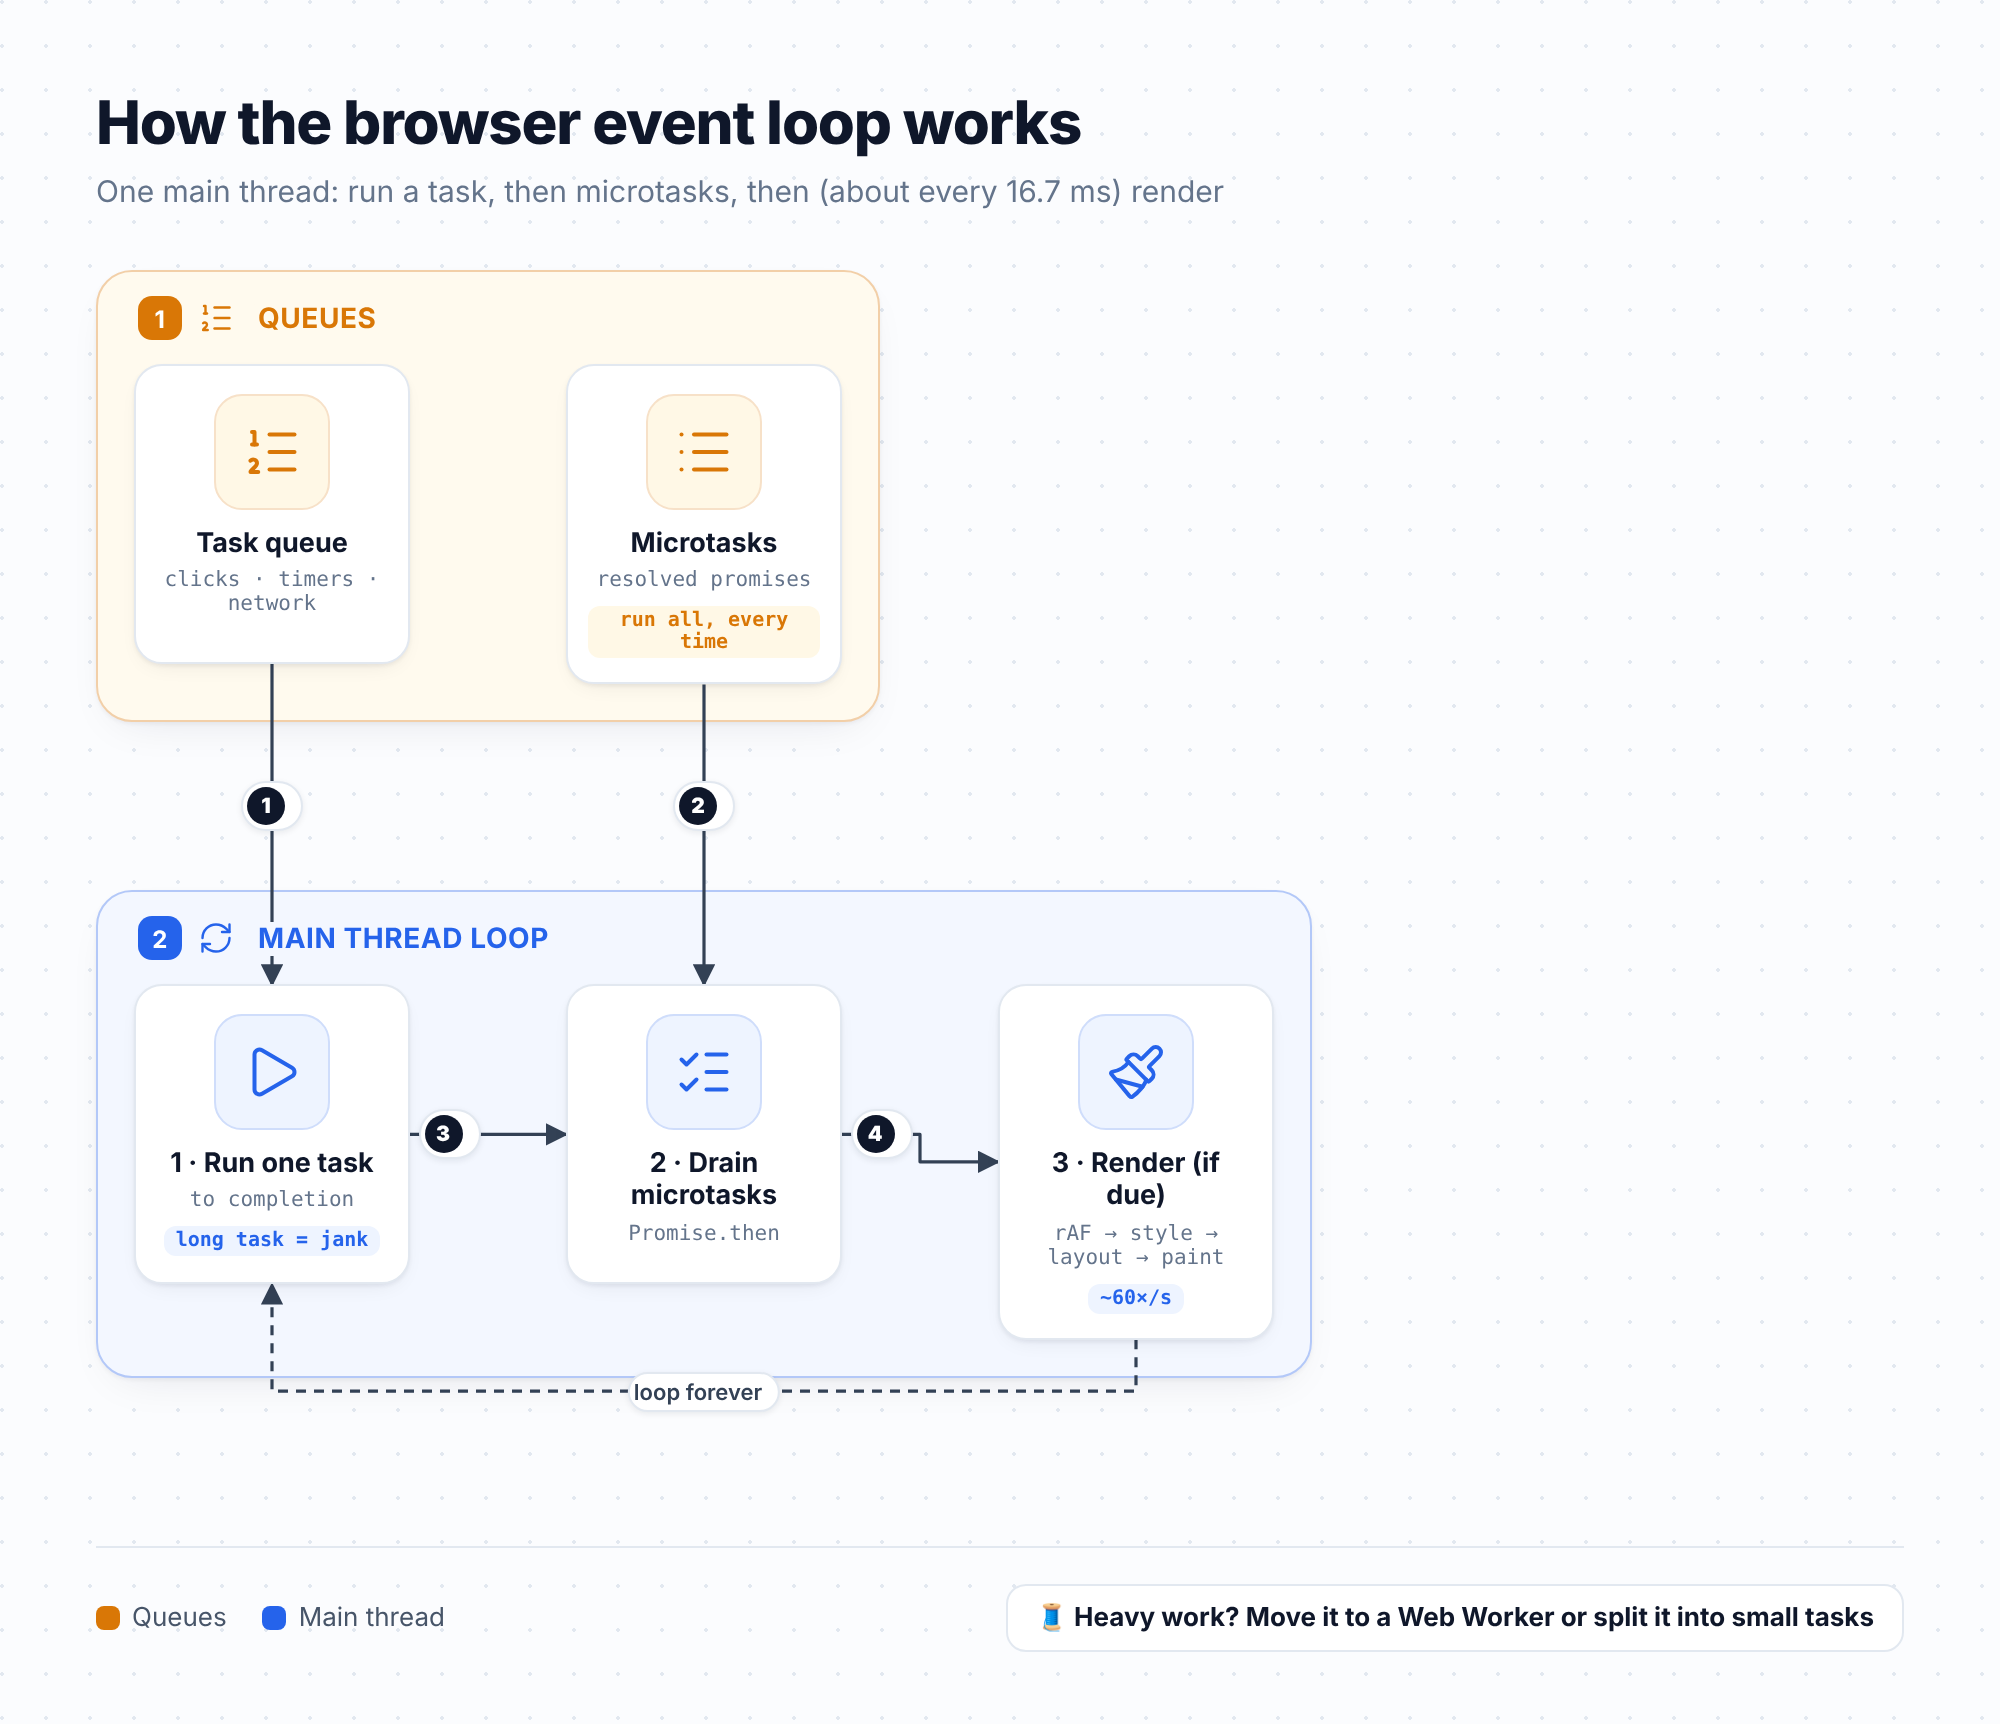 How the browser event loop works
One main thread: run a task, then microtasks, then (about every 16.7 ms) render
1
1
2
QUEUES
1
2
Task queue
clicks · timers ·
network
Microtasks
resolved promises
run all, every
time
1
2
2
MAIN THREAD LOOP
1 · Run one task
to completion
long task = jank
3
2 · Drain
microtasks
Promise.then
4
3 · Render (if
due)
rAF → style →
layout → paint
~60×/s
loop forever
Queues
Main thread
🧵 Heavy work? Move it to a Web Worker or split it into small tasks